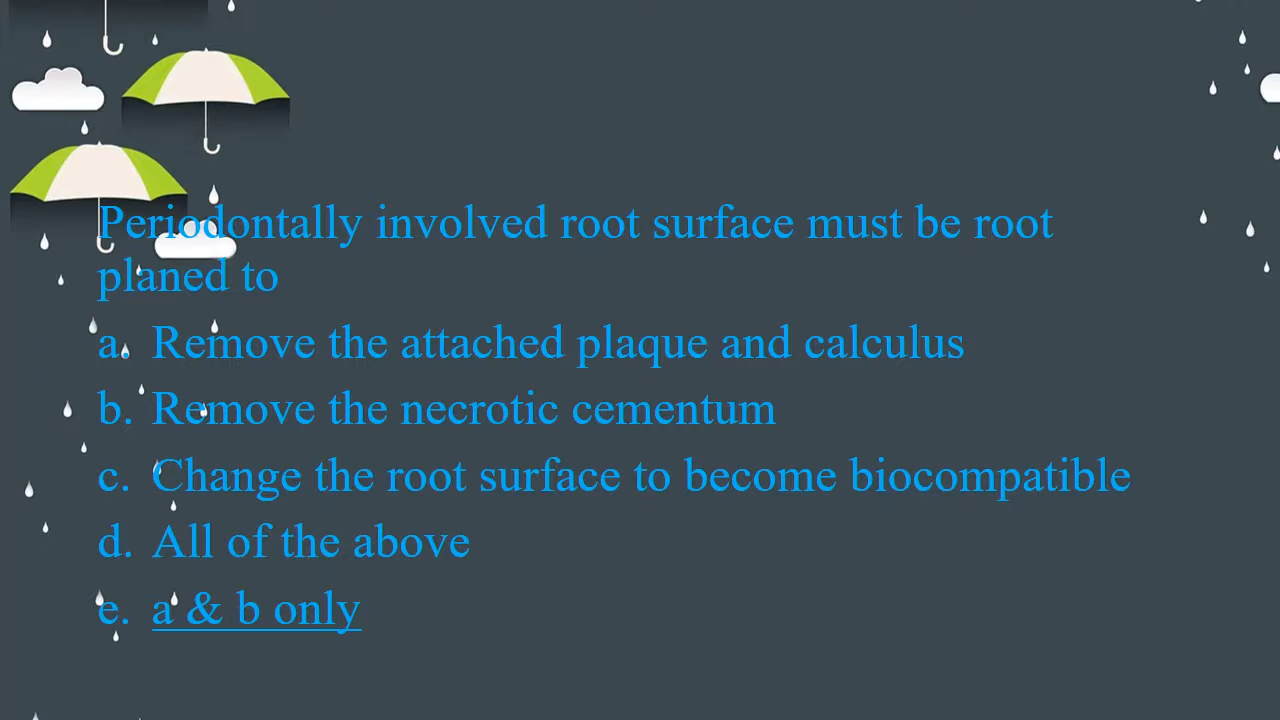 Periodontally involved root surface must be root
planed to
a. Remove the attached plaque and calculus
b. Remove the necrotic cementum
c. Change the root surface to become biocompatible
d. All of the above
e. a & b only